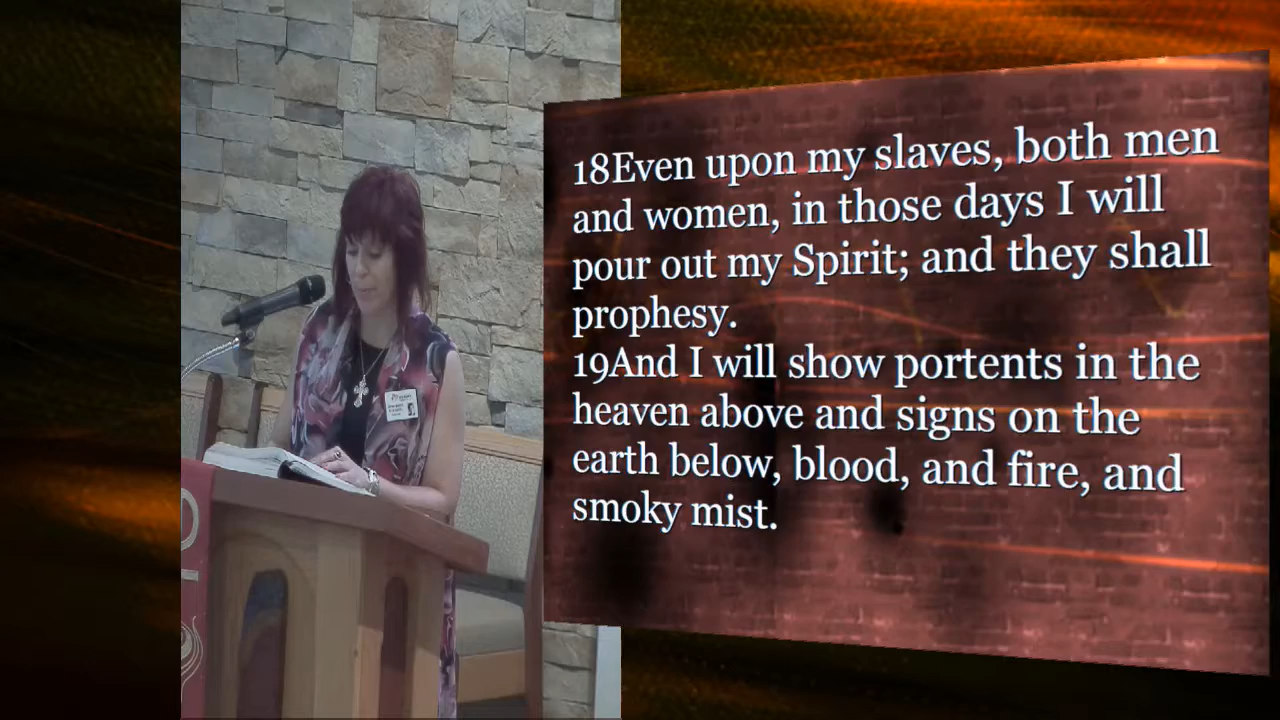 18Even upon my slaves, both men
and women, in those days I will
pour out my Spirit; and they shall
prophesy.
19And I will show portents in the
heaven above and signs on the
earth below, blood, and fire, and
smoky mist.